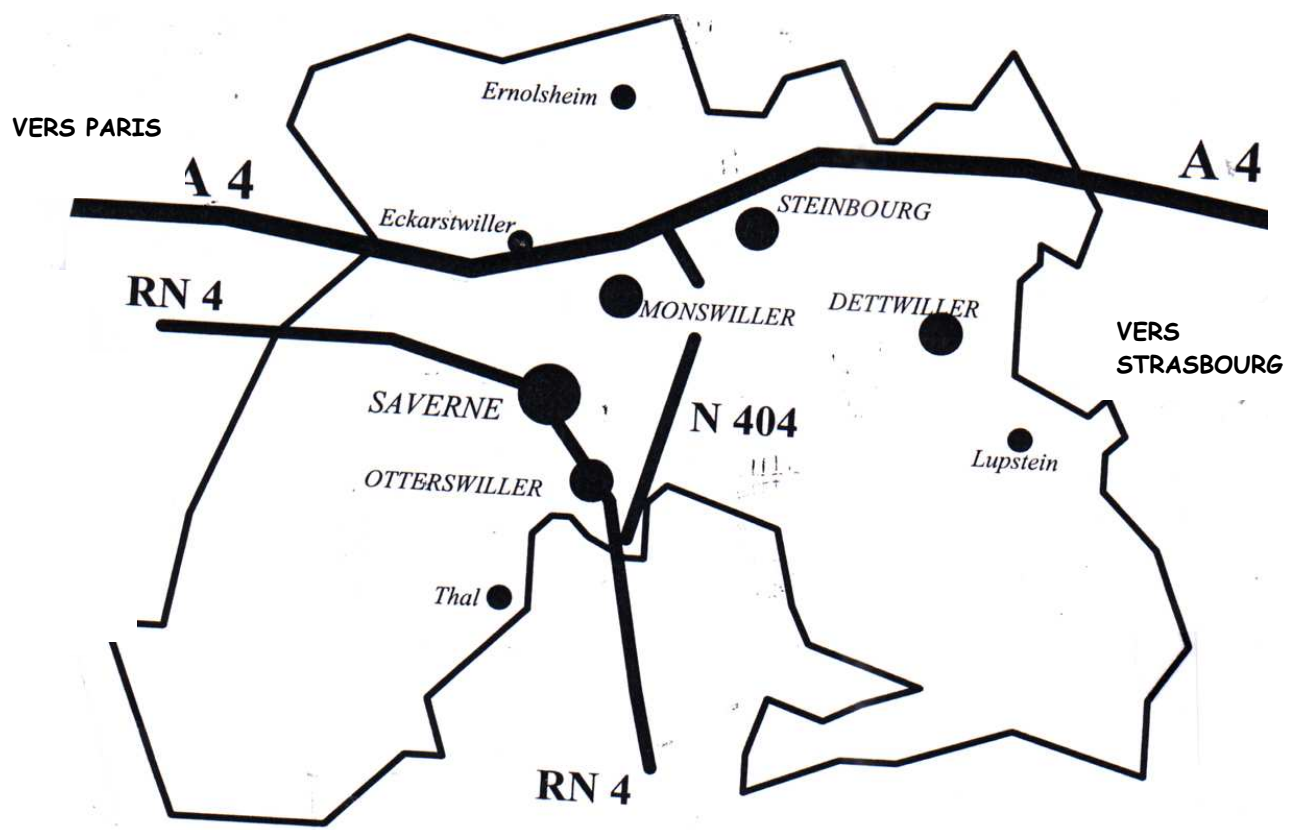 Ernolsheim
VERS PARIS
A 4
A 4
STEINBOURG
Eckarstwiller
RN 4
MONSWILLER
DETTWILLER
VERS
STRASBOURG
SAVERNE
N 404
Lupstein
OTTERSWILLER
Thal
RN 4